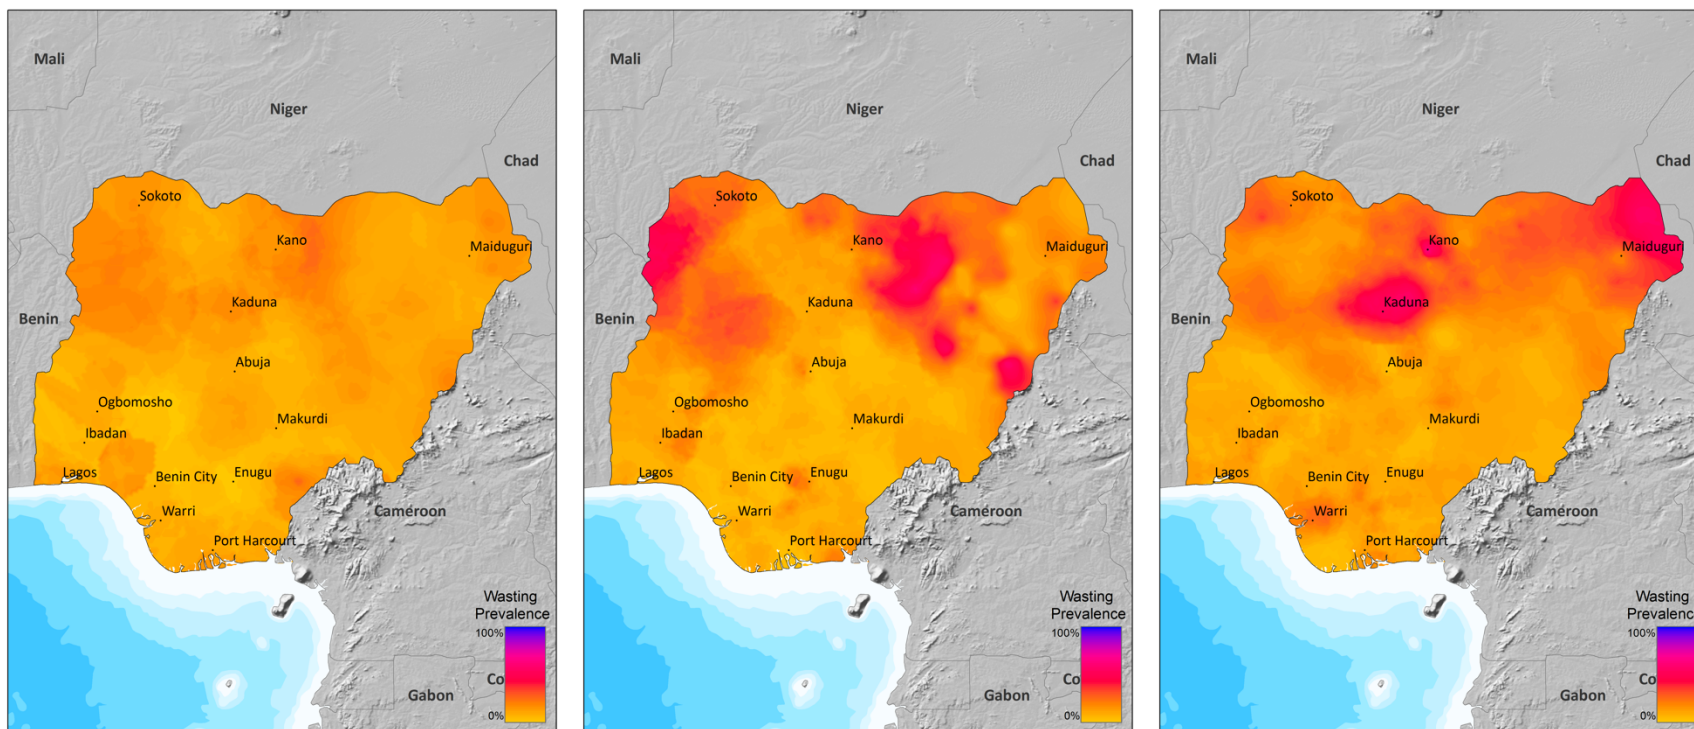 Mali
Niger
Chad
Sokoto
Kano
Maiduguri
Kaduna
Benin
Abuja
Ogbomosho
Makurdi
Ibadan
Lagos
Benin City
Enugu
Warri
Cameroon
Port Harcourt
Wasting
Prevalence
100%
Co
0%
Gabon
Mali
Niger
Chad
Sokoto
Kano
Maiduguri
Kaduna
Benin
Abuja
Ogbomosho
Makurdi
Ibadan
Lagos
Benin City
Enugu
Warri
Cameroon
Port Harcourt
Wasting
Prevalence
100%
Co
0%
Gabon
Mali
Niger
Chad
Sokoto
Kano
Maiduguri
Kaduna
Benin
Abuja
Ogbomosho
Makurdi
Ibadan
Lagos
Benin City
Enugu
Warri
Cameroon
Port Harcourt
Wasting
Prevalence
100%
Co
0%
Gabon